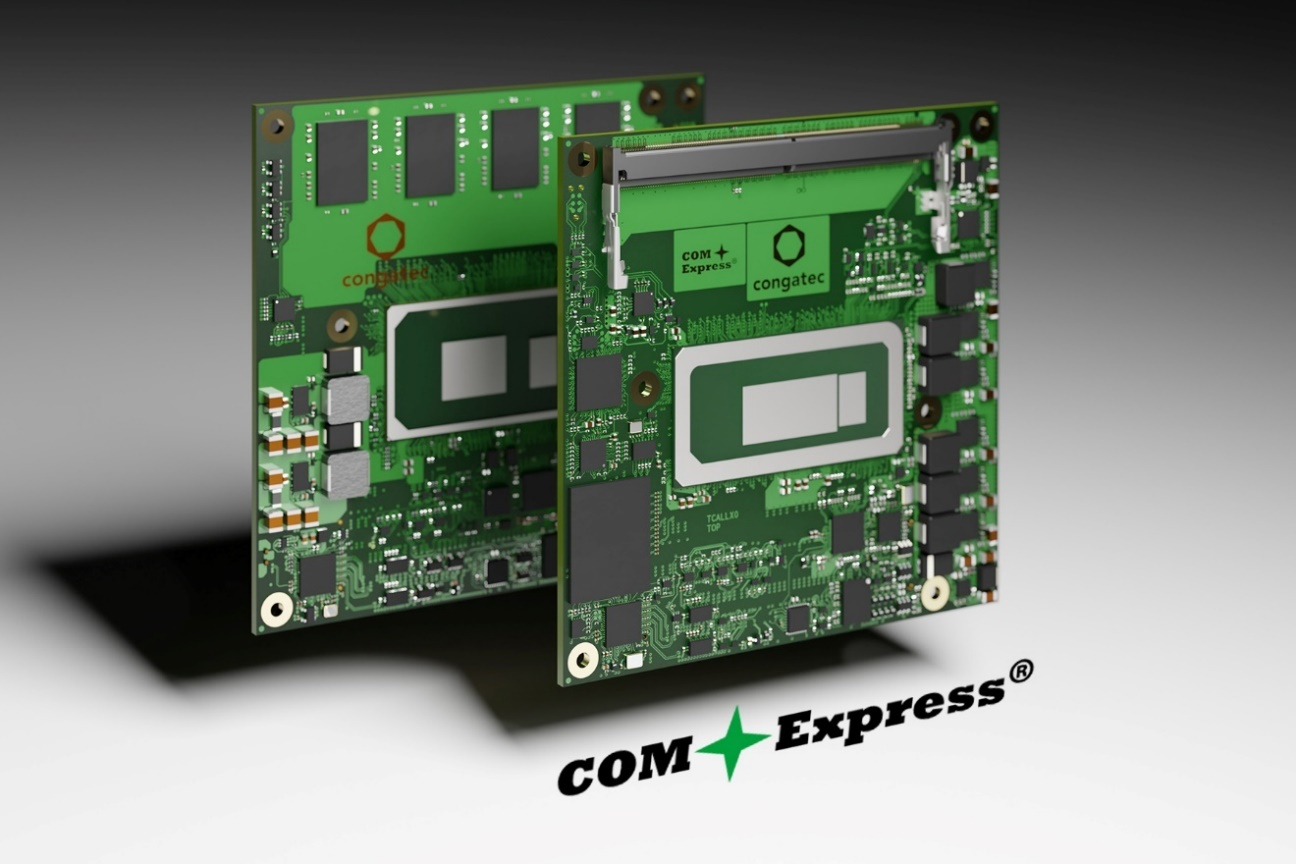 congatec
COM
Express®
congatec
TCALLX0
TOP
COM Express®